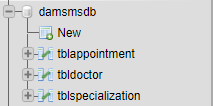 damsmsdb
New
tblappointment
tbldoctor
tblspecialization